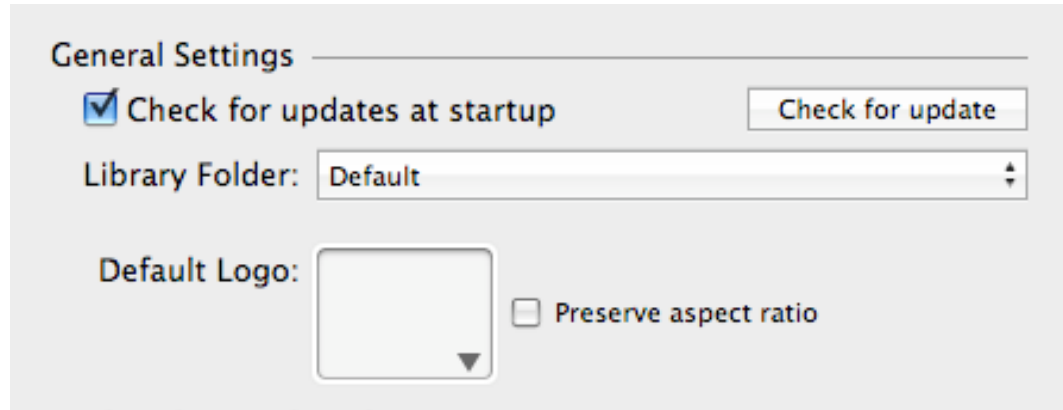 General Settings
Check for updates at startup
Check for update
Library Folder: Default
Default Logo:
Preserve aspect ratio